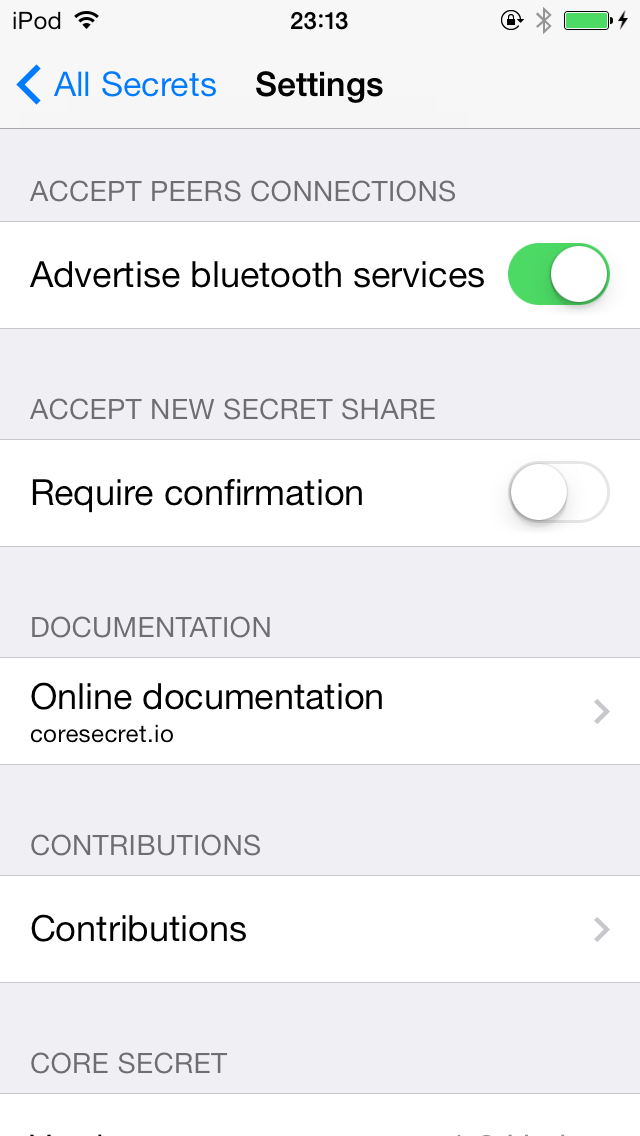 iPod 23:13
All Secrets Settings
ACCEPT PEERS CONNECTIONS
Advertise bluetooth services
ACCEPT NEW SECRET SHARE
Require confirmation
DOCUMENTATION
Online documentation
coresecret.io
CONTRIBUTIONS
Contributions
CORE SECRET